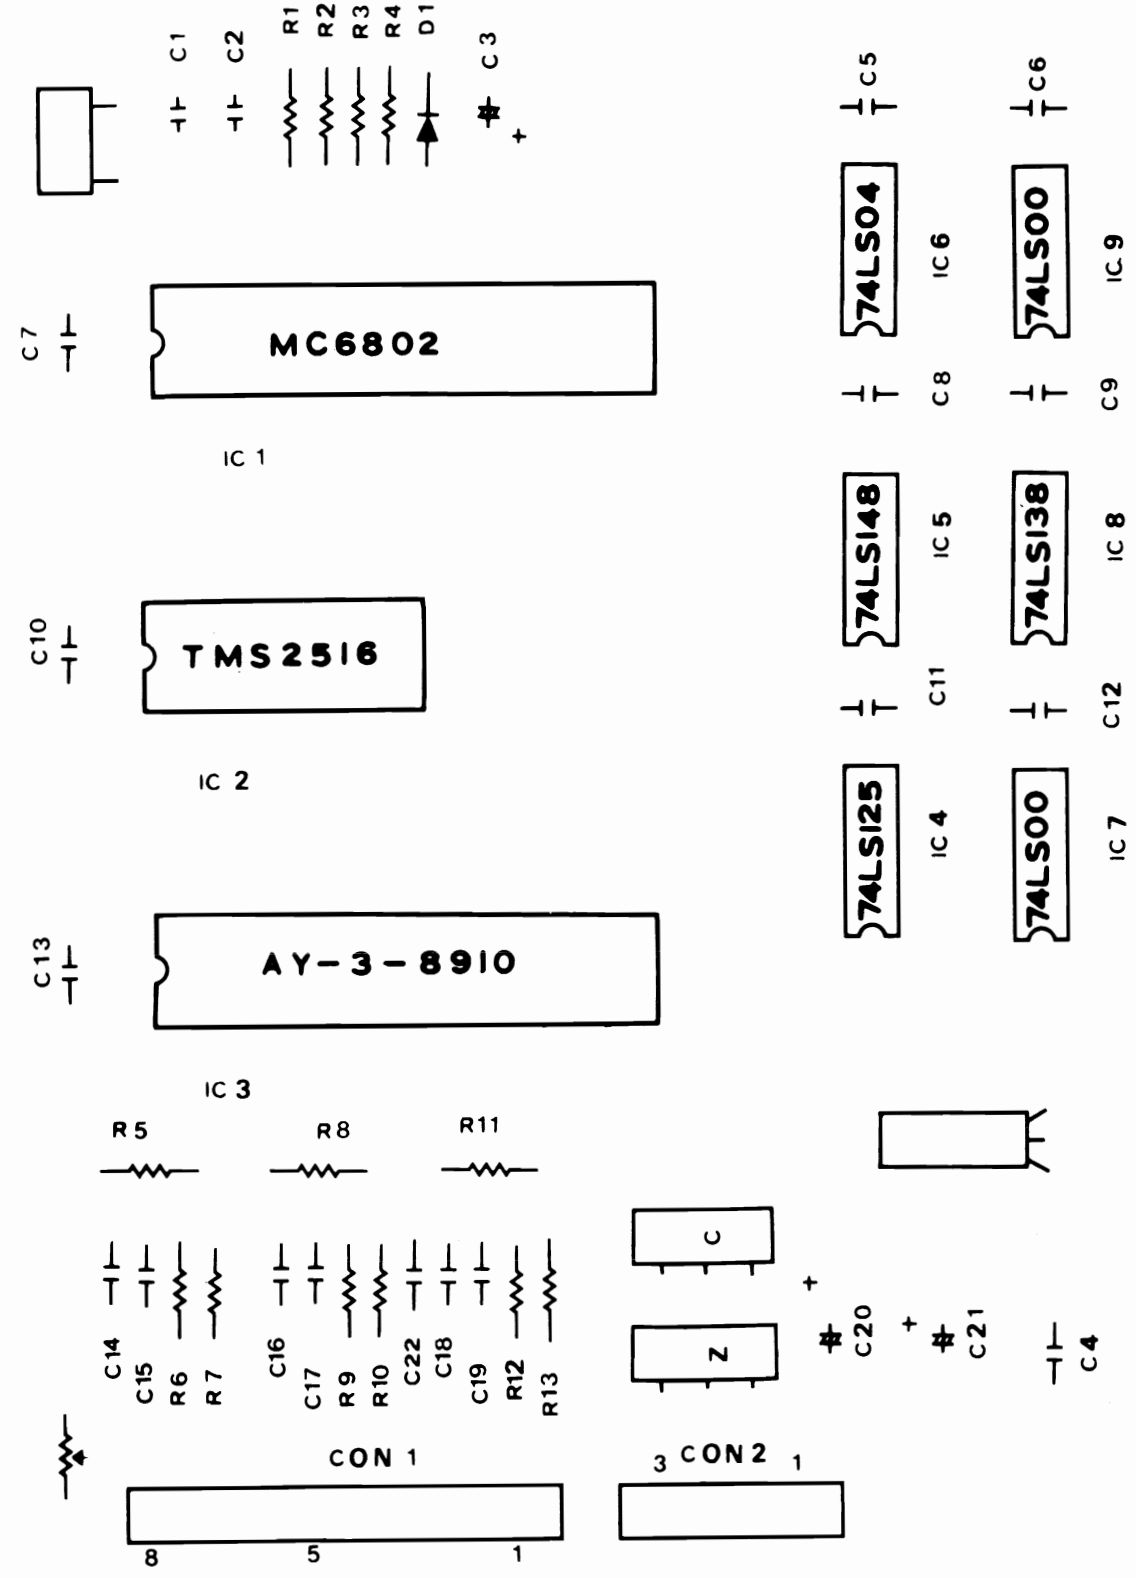 C1
C2
R1
R2
R3
R4
D1
C3
+
C5
C6
74LS04
IC 6
74LS00
IC 9
C7
MC6802
IC 1
C8
C9
74LS148
IC 5
74LS138
IC 8
C10
TMS2516
IC 2
C11
C12
74LS125
IC 4
74LS00
IC 7
C13
AY-3-8910
IC 3
R5
R8
R11
C
Z
+
C20
+
C21
C4
C14
C15
R6
R7
C16
C17
R9
R10
C22
C18
C19
R12
R13
CON 1
3 CON2 1
8 5 1